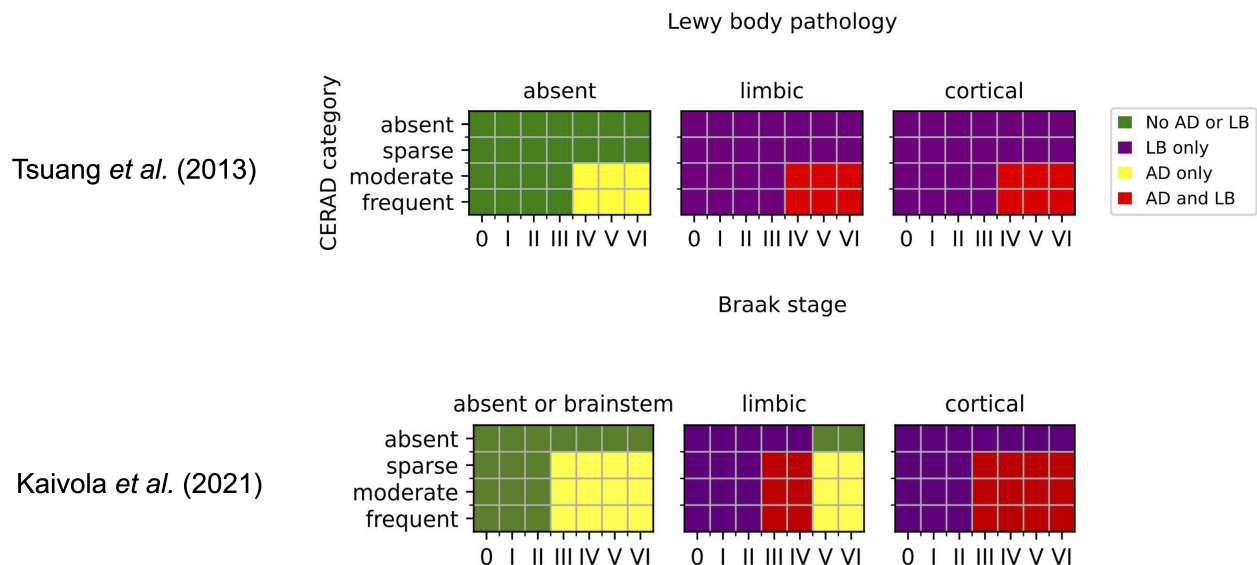 Lewy body pathology
absent limbic cortical
CERAD category
absent
sparse
moderate
frequent
0 I II III IV V VI 0 I II III IV V VI 0 I II III IV V VI
Tsuang et al. (2013)
No AD or LB
LB only
AD only
AD and LB
Braak stage
absent or brainstem limbic cortical
absent
sparse
moderate
frequent
0 I II III IV V VI 0 I II III IV V VI 0 I II III IV V VI
Kaivola et al. (2021)